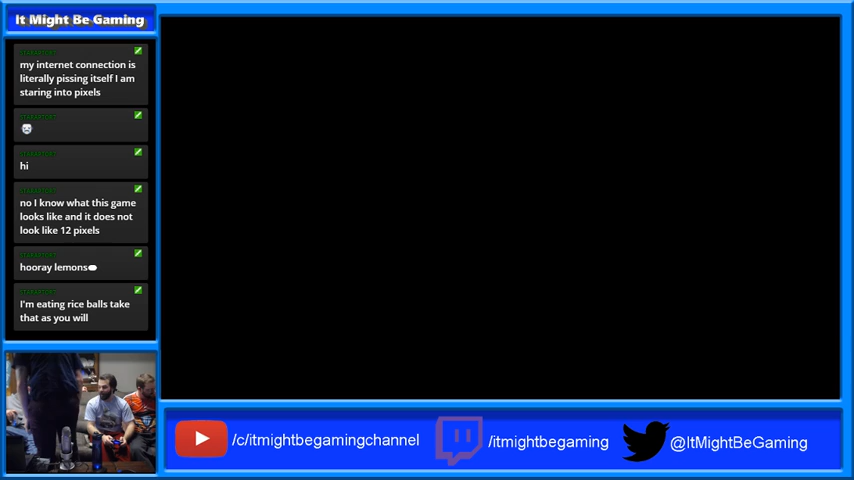 It Might Be Gaming
my internet connection is
literally pissing itself I am
staring into pixels
hi
no I know what this game
looks like and it does not
look like 12 pixels
hooray lemons
I'm eating rice balls take
that as you will
/c/itmightbegamingchannel
/itmightbegaming
@ItMightBeGaming